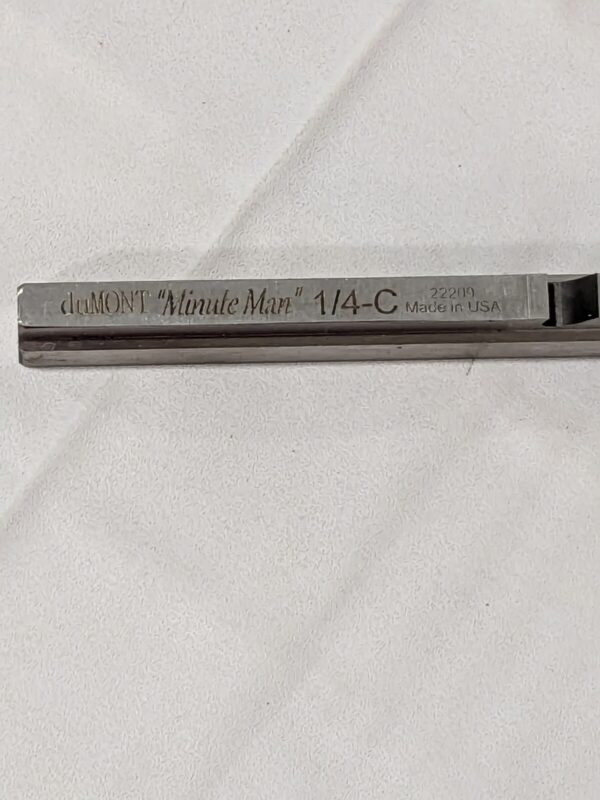 duMONT "Minute Man" 1/4-C 22209
Made in USA